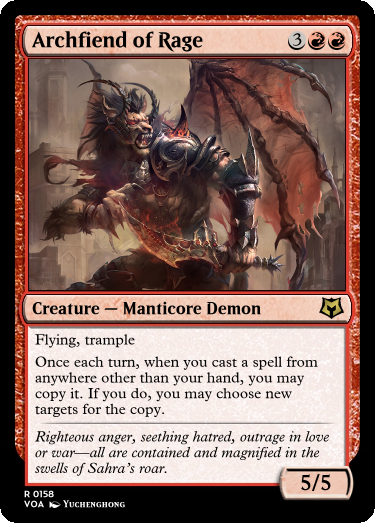 Archfiend of Rage 3
Creature — Manticore Demon
Flying, trample
Once each turn, when you cast a spell from
anywhere other than your hand, you may
copy it. If you do, you may choose new
targets for the copy.
Righteous anger, seething hatred, outrage in love
or war—all are contained and magnified in the
swells of Sahra's roar.
5/5
R 0158
VOA Yuchenghong